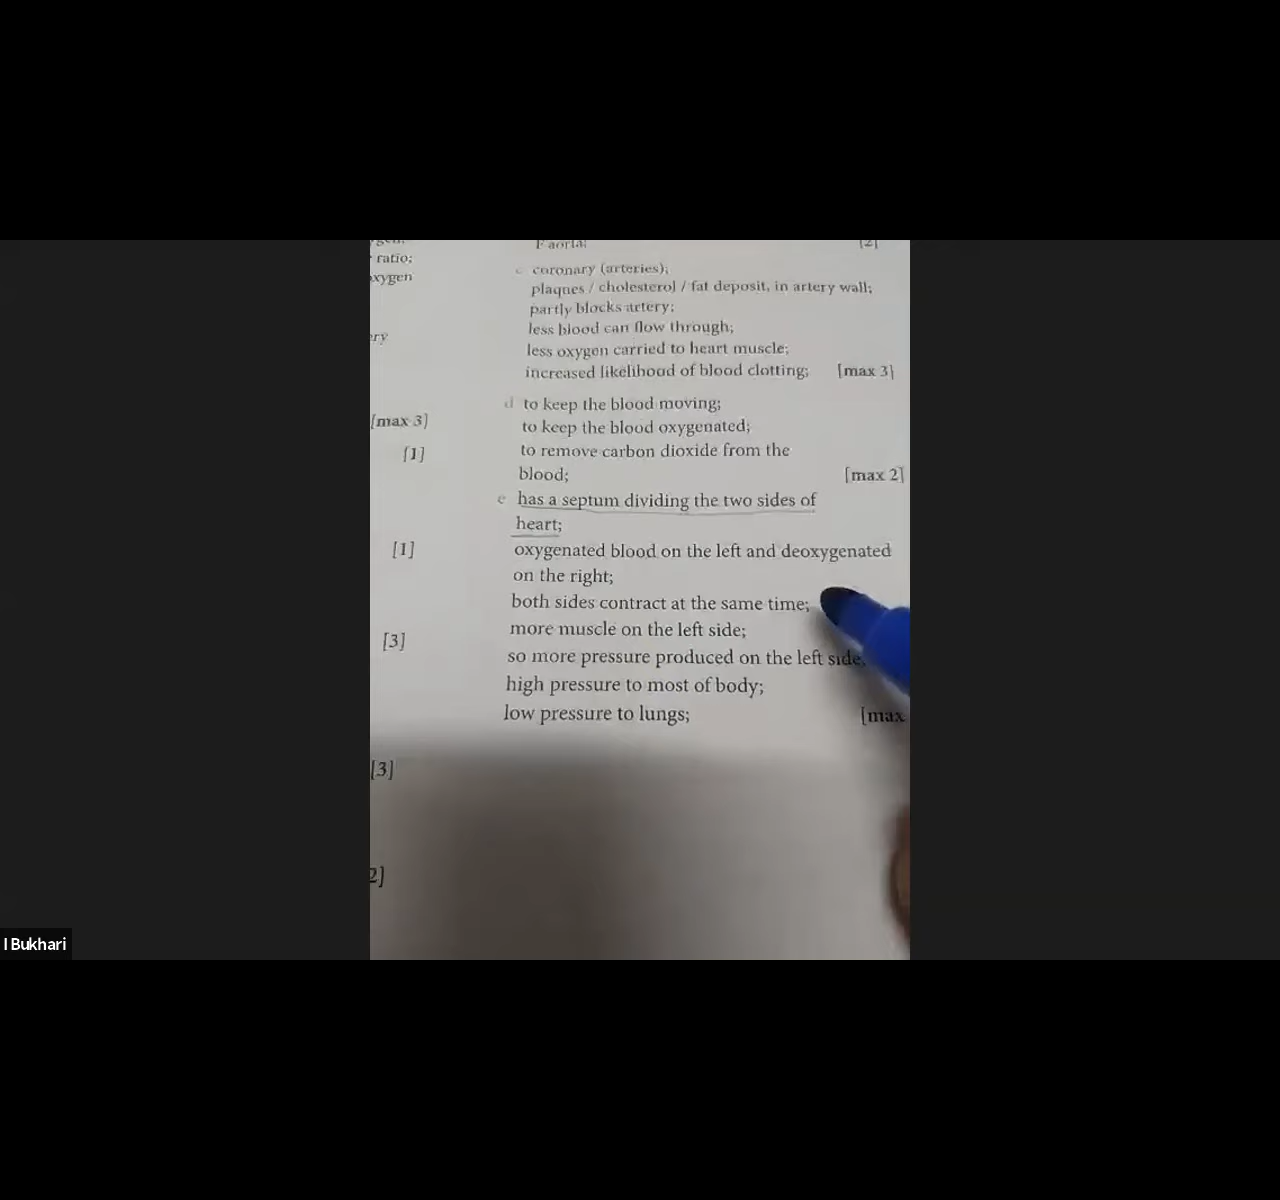 ratio;
oxygen
ery
[max 3]
[1]
[1]
[3]
[3]
2]
F aorta; [2]
c coronary (arteries);
plaques / cholesterol / fat deposit, in artery wall;
partly blocks artery;
less blood can flow through;
less oxygen carried to heart muscle;
increased likelihood of blood clotting; [max 3]
d to keep the blood moving;
to keep the blood oxygenated;
to remove carbon dioxide from the
blood; [max 2]
e has a septum dividing the two sides of
heart;
oxygenated blood on the left and deoxygenated
on the right;
both sides contract at the same time;
more muscle on the left side;
so more pressure produced on the left side,
high pressure to most of body;
low pressure to lungs; [max
I Bukhari